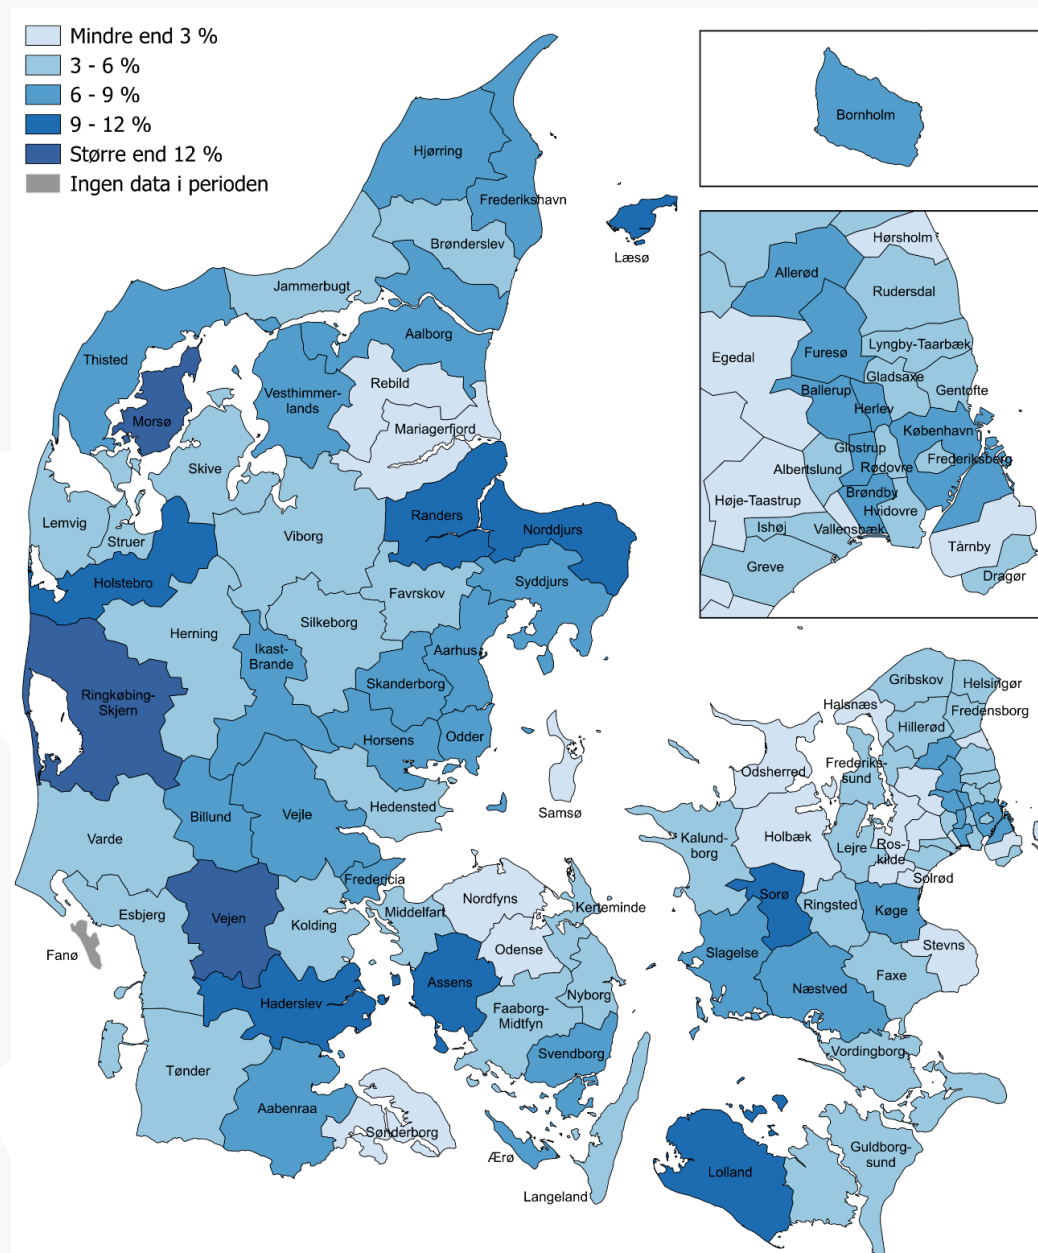 Mindre end 3 %
3 - 6 %
6 - 9 %
9 - 12 %
Større end 12 %
Ingen data i perioden
Bornholm
Hjørring
Frederikshavn
Brønderslev
Læsø
Jammerbugt
Aalborg
Thisted
Vesthimmer-
lands
Rebild
Morsø
Mariagerfjord
Skive
Randers
Norddjurs
Lemvig
Struer
Viborg
Holstebro
Syddjurs
Favrskov
Silkeborg
Herning
Ikast-
Brande
Aarhus
Skanderborg
Ringkøbing-
Skjern
Horsens
Odder
Samsø
Hedensted
Billund
Vejle
Varde
Fredericia
Vejen
Kolding
Esbjerg
Fanø
Middelfart
Nordfyns
Kerteminde
Odense
Assens
Haderslev
Nyborg
Faaborg-
Midtfyn
Svendborg
Tønder
Aabenraa
Sønderborg
Ærø
Langeland
Hørsholm
Allerød
Rudersdal
Egedal
Furesø
Lyngby-Taarbæk
Gladsaxe
Gentofte
Ballerup
Herlev
København
Glostrup
Frederiksberg
Albertslund
Rødovre
Høje-Taastrup
Brøndby
Hvidovre
Ishøj
Vallensbæk
Greve
Tårnby
Dragør
Gribskov
Helsingør
Halsnæs
Fredensborg
Hillerød
Odsherred
Frederiks-
sund
Kalund-
borg
Holbæk
Lejre
Ros-
kilde
Solrød
Sorø
Ringsted
Køge
Stevns
Slagelse
Næstved
Faxe
Vordingborg
Guldborg-
sund
Lolland